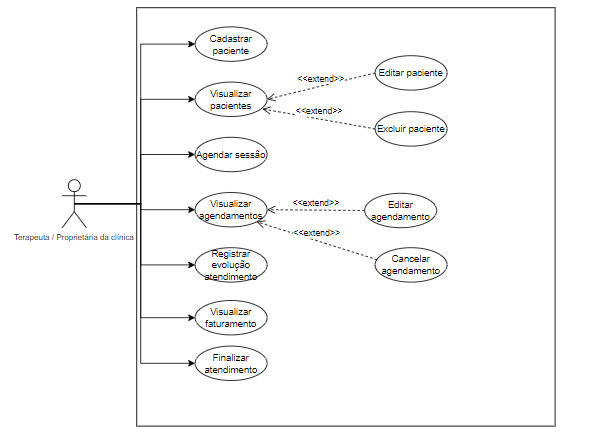 Cadastrar
paciente
<<extend>>
Editar paciente
Visualizar
pacientes
<<extend>>
Excluir paciente
Agendar sessão
Visualizar
agendamentos
<<extend>>
Editar
agendamento
<<extend>>
Terapeuta / Proprietária da clínica
Registrar
evolução
atendimento
Cancelar
agendamento
Visualizar
faturamento
Finalizar
atendimento